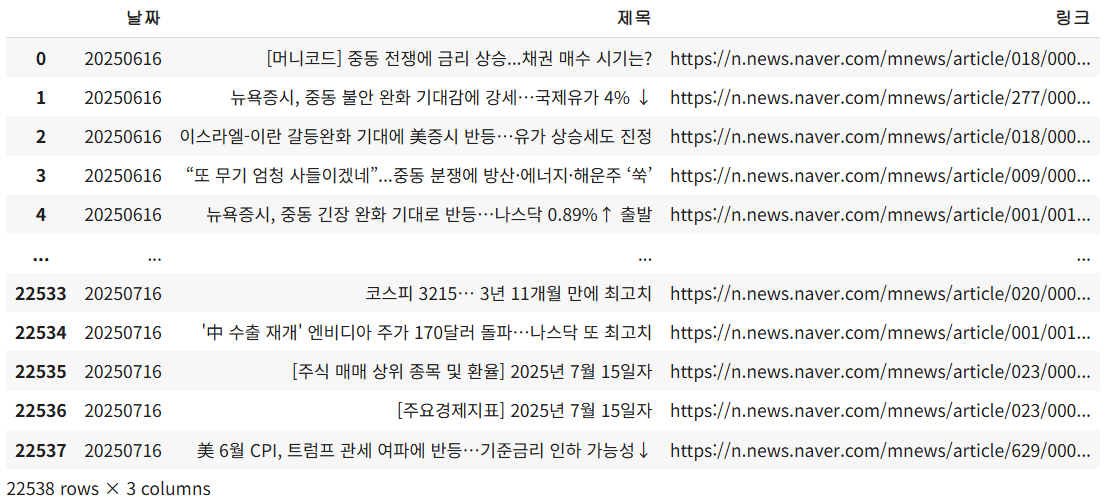 날짜 제목 링크
0 20250616 [머니코드] 중동 전쟁에 금리 상승...채권 매수 시기는? https://n.news.naver.com/mnews/article/018/000...
1 20250616 뉴욕증시, 중동 불안 완화 기대감에 강세…국제유가 4% ↓ https://n.news.naver.com/mnews/article/277/000...
2 20250616 이스라엘-이란 갈등완화 기대에 美증시 반등…유가 상승세도 진정 https://n.news.naver.com/mnews/article/018/000...
3 20250616 “또 무기 엄청 사들이겠네”...중동 분쟁에 방산·에너지·해운주 ‘쑥’ https://n.news.naver.com/mnews/article/009/000...
4 20250616 뉴욕증시, 중동 긴장 완화 기대로 반등…나스닥 0.89%↑ 출발 https://n.news.naver.com/mnews/article/001/001...
... ... ... ...
22533 20250716 코스피 3215… 3년 11개월 만에 최고치 https://n.news.naver.com/mnews/article/020/000...
22534 20250716 '中 수출 재개' 엔비디아 주가 170달러 돌파…나스닥 또 최고치 https://n.news.naver.com/mnews/article/001/001...
22535 20250716 [주식 매매 상위 종목 및 환율] 2025년 7월 15일자 https://n.news.naver.com/mnews/article/023/000...
22536 20250716 [주요경제지표] 2025년 7월 15일자 https://n.news.naver.com/mnews/article/023/000...
22537 20250716 美 6월 CPI, 트럼프 관세 여파에 반등…기준금리 인하 가능성↓ https://n.news.naver.com/mnews/article/629/000...
22538 rows × 3 columns